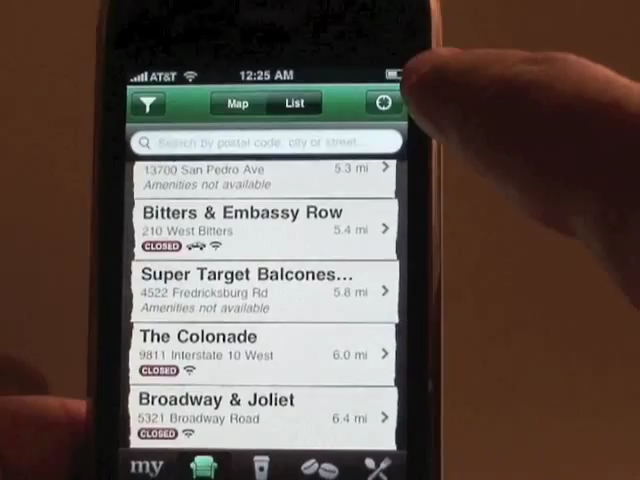 AT&T 12:25 AM
Map List
Search by postal code, city or street...
13700 San Pedro Ave 5.3 mi
Amenities not available
Bitters & Embassy Row
210 West Bitters 5.4 mi
CLOSED
Super Target Balcones...
4522 Fredricksburg Rd 5.8 mi
Amenities not available
The Colonade
9811 Interstate 10 West 6.0 mi
CLOSED
Broadway & Joliet
5321 Broadway Road 6.4 mi
CLOSED
my